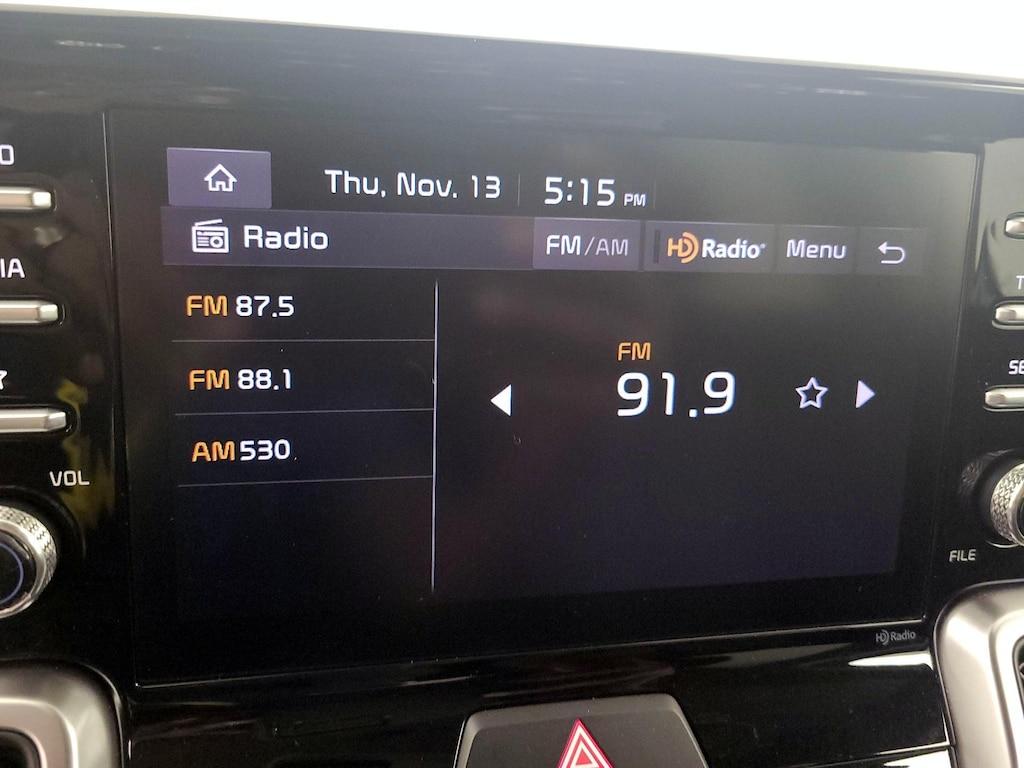 Thu, Nov. 13 5:15 PM
Radio FM/AM HD Radio Menu
FM 87.5
FM 88.1
AM 530
FM
91.9
VOL
FILE
HD Radio